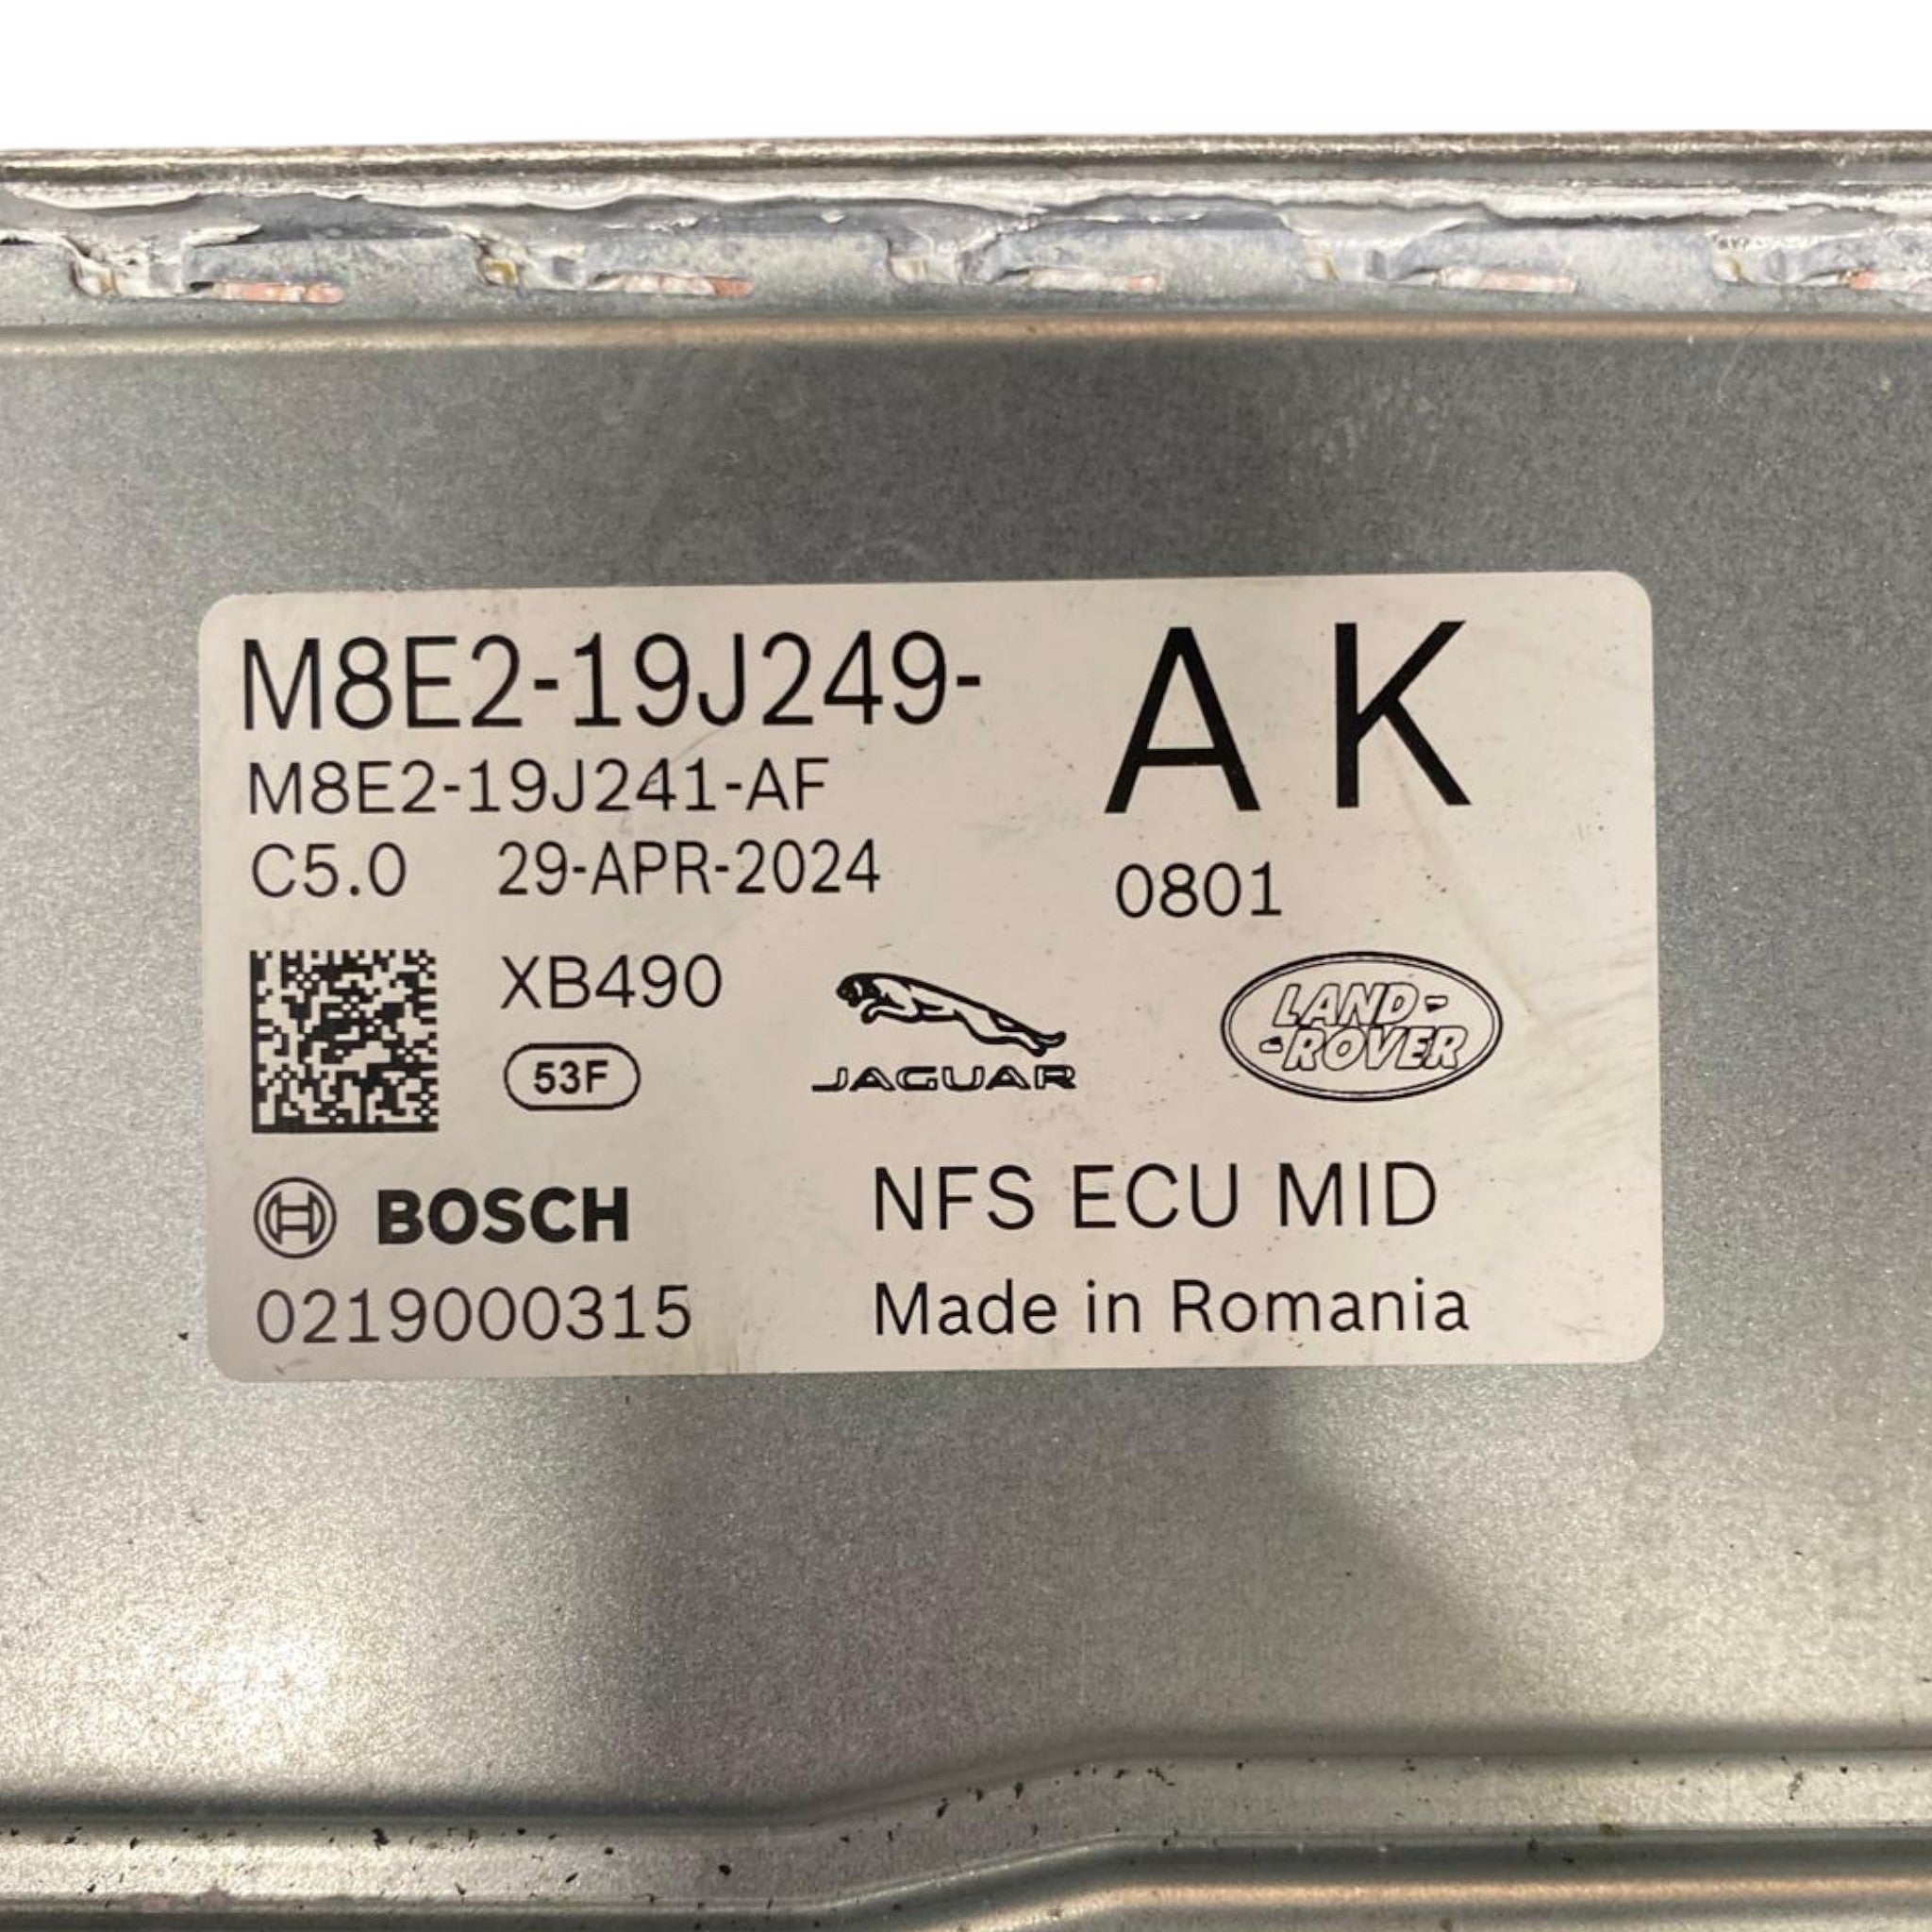 M8E2-19J249- AK
M8E2-19J241-AF
C5.0 29-APR-2024 0801
XB490
53F
JAGUAR
LAND-
-ROVER
BOSCH
NFS ECU MID
0219000315
Made in Romania